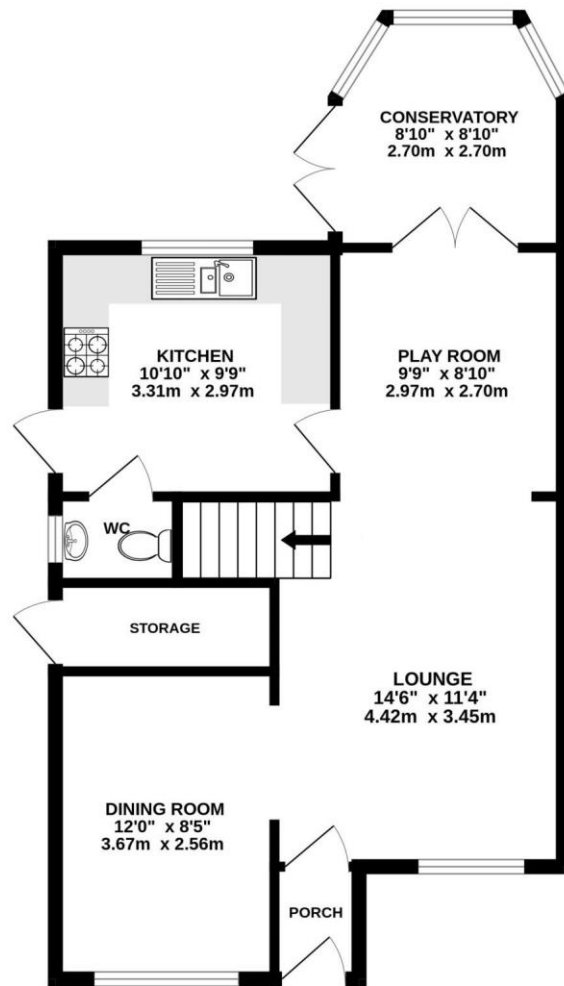 CONSERVATORY
8'10" x 8'10"
2.70m x 2.70m
KITCHEN
10'10" x 9'9"
3.31m x 2.97m
PLAY ROOM
9'9" x 8'10"
2.97m x 2.70m
WC
STORAGE
LOUNGE
14'6" x 11'4"
4.42m x 3.45m
DINING ROOM
12'0" x 8'5"
3.67m x 2.56m
PORCH